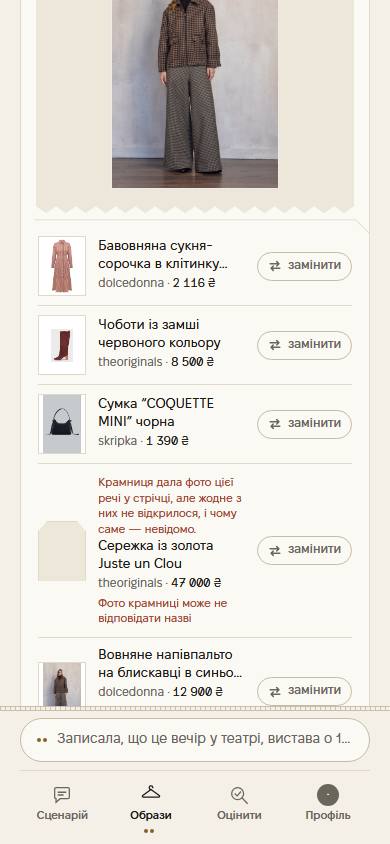 Бавовняна сукня-
сорочка в клітинку...
dolcedonna · 2 116 ₴
замінити
Чоботи із замші
червоного кольору
theoriginals · 8 500 ₴
замінити
Сумка "COQUETTE
MINI" чорна
skripka · 1 390 ₴
замінити
Крамниця дала фото цієї
речі у стрічці, але жодне з
них не відкрилося, і чому
саме — невідомо.
Сережка із золота
Juste un Clou
theoriginals · 47 000 ₴
замінити
Фото крамниці може не
відповідати назві
Вовняне напівпальто
на блискавці в синьо...
dolcedonna · 12 900 ₴
замінити
Записала, що це вечір у театрі, вистава о 1...
Сценарій
Образи
Оцінити
Профіль